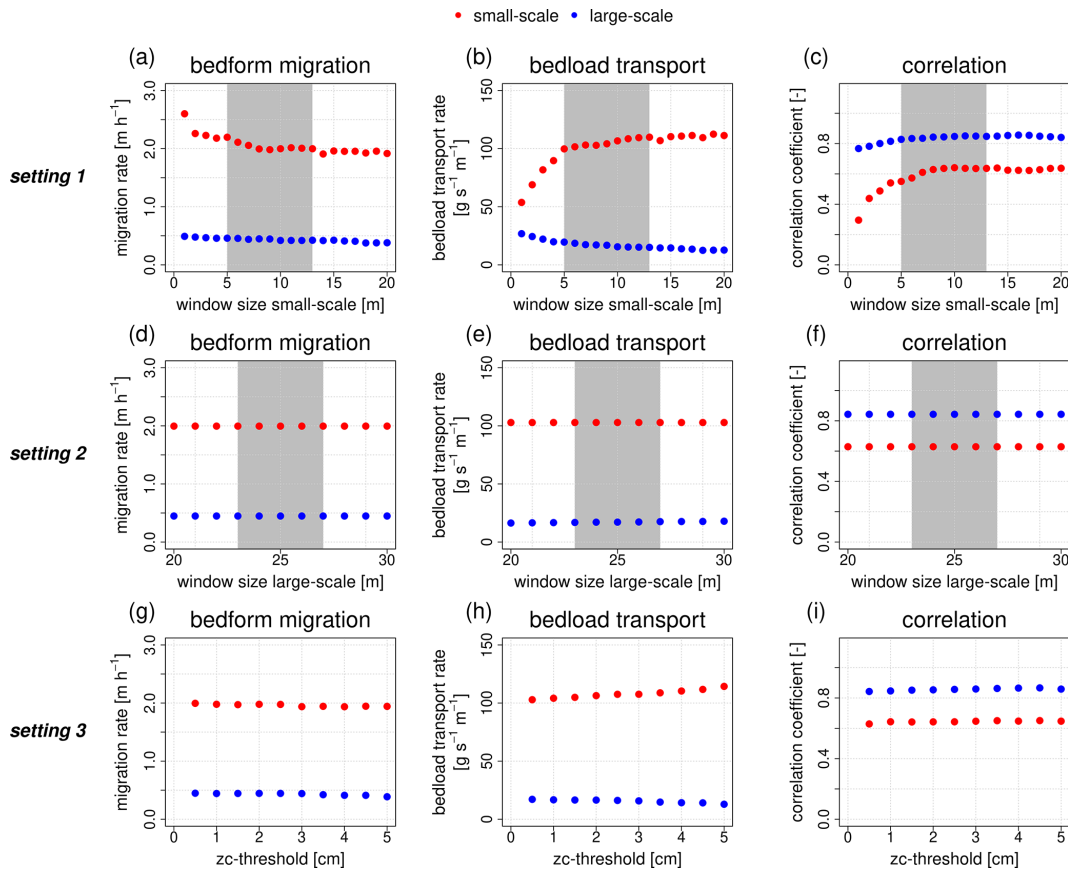 small-scale large-scale
(a) bedform migration
(b) bedload transport
(c) correlation
setting 1
migration rate [m h⁻¹]
0.0 1.0 2.0 3.0
0 5 10 15 20
window size small-scale [m]
bedload transport rate
[g s⁻¹ m⁻¹]
0 50 100 150
0 5 10 15 20
window size small-scale [m]
correlation coefficient [-]
0.0 0.4 0.8
0 5 10 15 20
window size small-scale [m]
(d) bedform migration
(e) bedload transport
(f) correlation
setting 2
migration rate [m h⁻¹]
0.0 1.0 2.0 3.0
20 25 30
window size large-scale [m]
bedload transport rate
[g s⁻¹ m⁻¹]
0 50 100 150
20 25 30
window size large-scale [m]
correlation coefficient [-]
0.0 0.4 0.8
20 25 30
window size large-scale [m]
(g) bedform migration
(h) bedload transport
(i) correlation
setting 3
migration rate [m h⁻¹]
0.0 1.0 2.0 3.0
0 1 2 3 4 5
zc-threshold [cm]
bedload transport rate
[g s⁻¹ m⁻¹]
0 50 100 150
0 1 2 3 4 5
zc-threshold [cm]
correlation coefficient [-]
0.0 0.4 0.8
0 1 2 3 4 5
zc-threshold [cm]